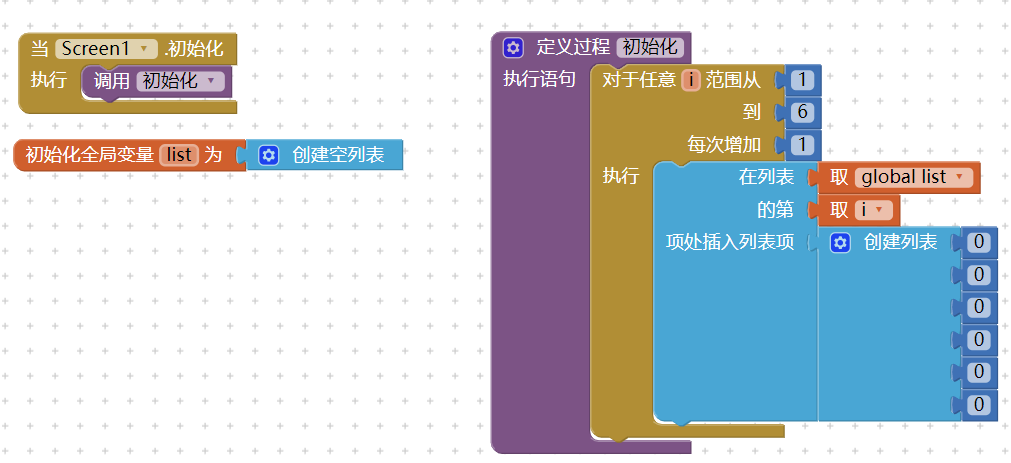 当 Screen1 .初始化
执行 调用 初始化
初始化全局变量 list 为 创建空列表
定义过程 初始化
执行语句 对于任意 i 范围从 1
到 6
每次增加 1
执行 在列表 取 global list
的第 取 i
项处插入列表项 创建列表 0
0
0
0
0
0